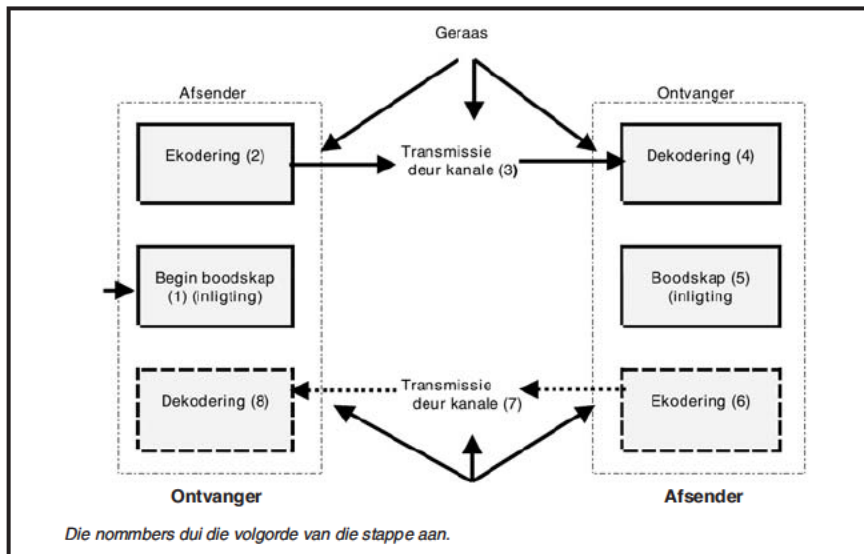 Geraas
Afsender
Ontvanger
Ekodering (2)
Transmissie
deur kanale (3)
Dekodering (4)
Begin boodskap
(1) (inligting)
Boodskap (5)
(inligting
Dekodering (8)
Transmissie
deur kanale (7)
Ekodering (6)
Ontvanger
Afsender
Die nommbers dui die volgorde van die stappe aan.